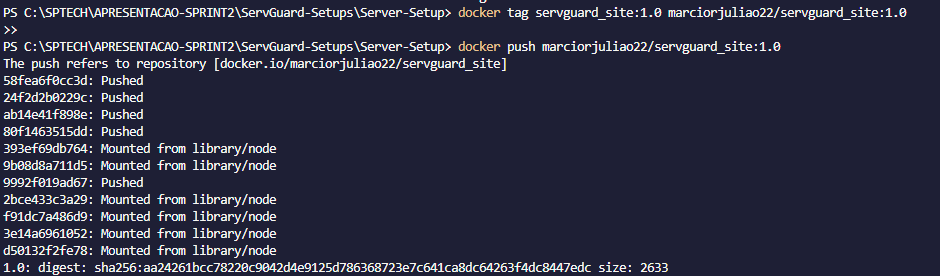 PS C:\SPTECH\APRESENTACAO-SPRINT2\ServGuard-Setups\Server-Setup> docker tag servguard_site:1.0 marciorjuliao22/servguard_site:1.0
>>
PS C:\SPTECH\APRESENTACAO-SPRINT2\ServGuard-Setups\Server-Setup> docker push marciorjuliao22/servguard_site:1.0
The push refers to repository [docker.io/marciorjuliao22/servguard_site]
58fea6f0cc3d: Pushed
24f2d2b0229c: Pushed
ab14e41f898e: Pushed
80f1463515dd: Pushed
393ef69db764: Mounted from library/node
9b08d8a711d5: Mounted from library/node
9992f019ad67: Pushed
2bce433c3a29: Mounted from library/node
f91dc7a486d9: Mounted from library/node
3e14a6961052: Mounted from library/node
d50132f2fe78: Mounted from library/node
1.0: digest: sha256:aa24261bcc78220c9042d4e9125d786368723e7c641ca8dc64263f4dc8447edc size: 2633